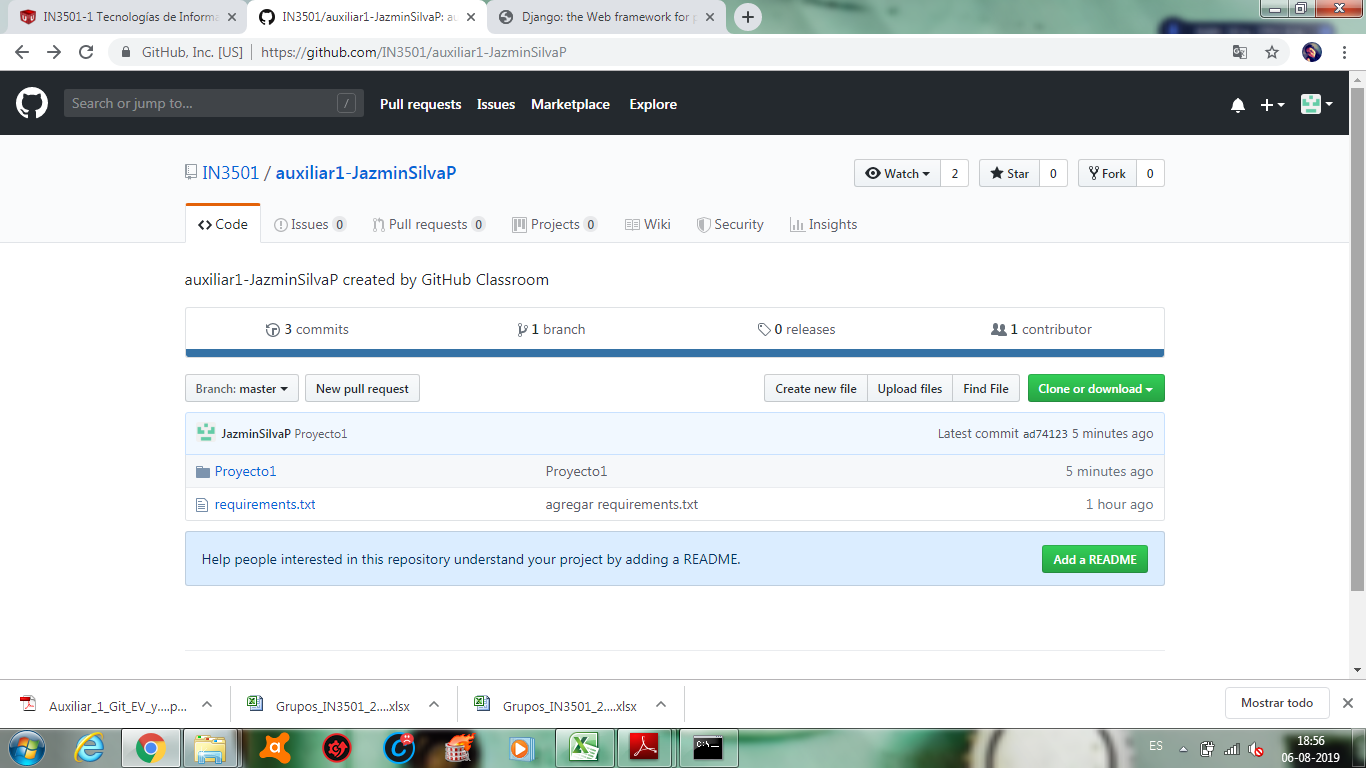 IN3501-1 Tecnologías de Informa
IN3501/auxiliar1-JazminSilvaP: au
Django: the Web framework for p
GitHub, Inc. [US] | https://github.com/IN3501/auxiliar1-JazminSilvaP
Search or jump to... /
Pull requests Issues Marketplace Explore
IN3501 / auxiliar1-JazminSilvaP
Watch 2 Star 0 Fork 0
Code Issues 0 Pull requests 0 Projects 0 Wiki Security Insights
auxiliar1-JazminSilvaP created by GitHub Classroom
3 commits 1 branch 0 releases 1 contributor
Branch: master New pull request Create new file Upload files Find File Clone or download
JazminSilvaP Proyecto1 Latest commit ad74123 5 minutes ago
Proyecto1 Proyecto1 5 minutes ago
requirements.txt agregar requirements.txt 1 hour ago
Help people interested in this repository understand your project by adding a README. Add a README
Auxiliar_1_Git_EV_y....p... Grupos_IN3501_2....xlsx Grupos_IN3501_2....xlsx Mostrar todo
C:\.
ES
18:56
06-08-2019